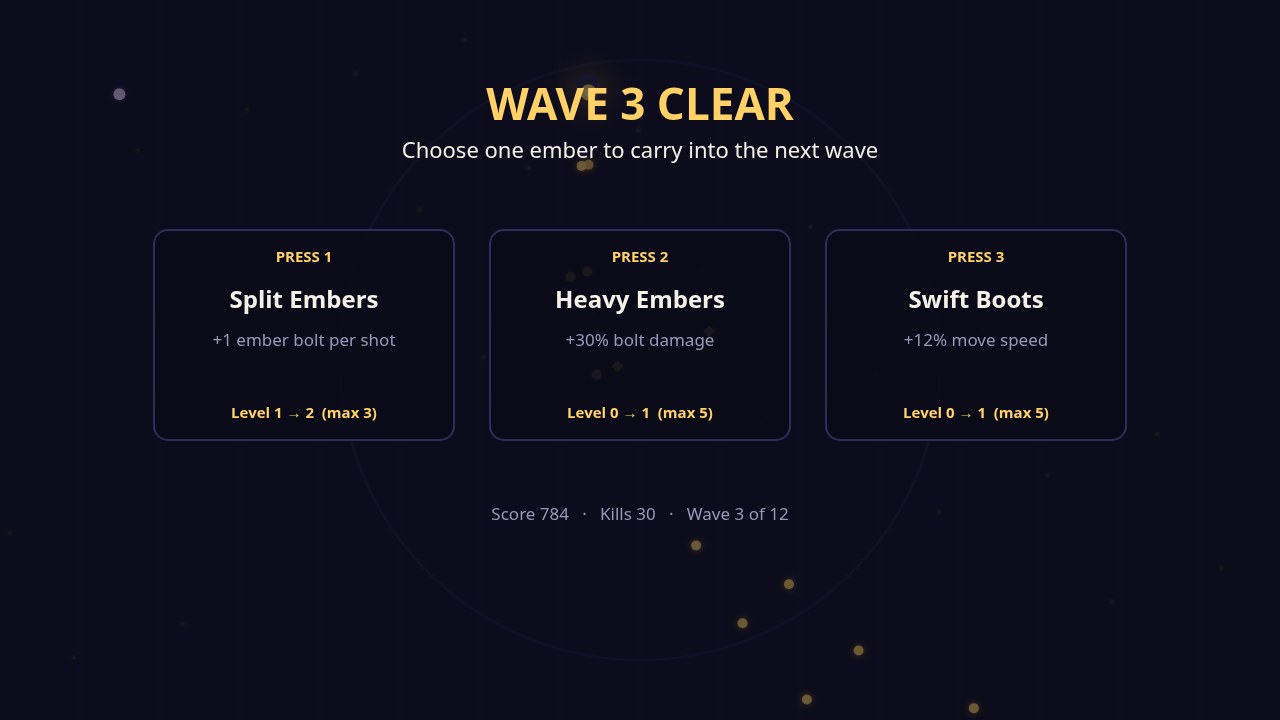 WAVE 3 CLEAR
Choose one ember to carry into the next wave
PRESS 1
Split Embers
+1 ember bolt per shot
Level 1 → 2 (max 3)
PRESS 2
Heavy Embers
+30% bolt damage
Level 0 → 1 (max 5)
PRESS 3
Swift Boots
+12% move speed
Level 0 → 1 (max 5)
Score 784 · Kills 30 · Wave 3 of 12